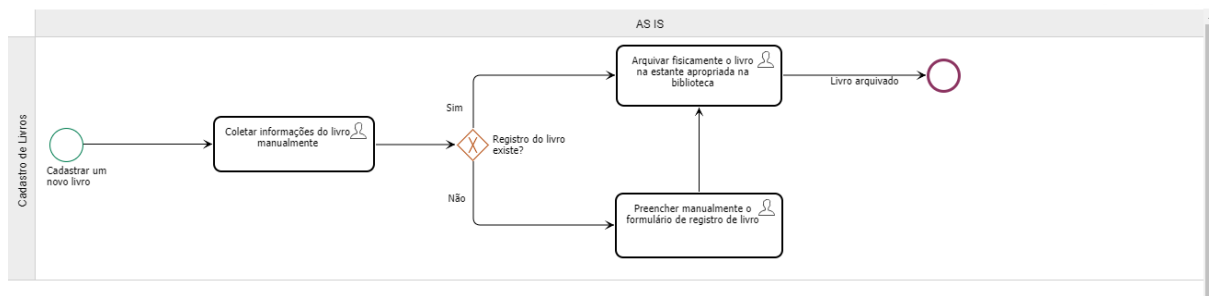 AS IS
Cadastro de Livros
Cadastrar um
novo livro
Coletar informações do livro
manualmente
Registro do livro
existe?
Sim
Não
Arquivar fisicamente o livro
na estante apropriada na
biblioteca
Preencher manualmente o
formulário de registro de livro
Livro arquivado